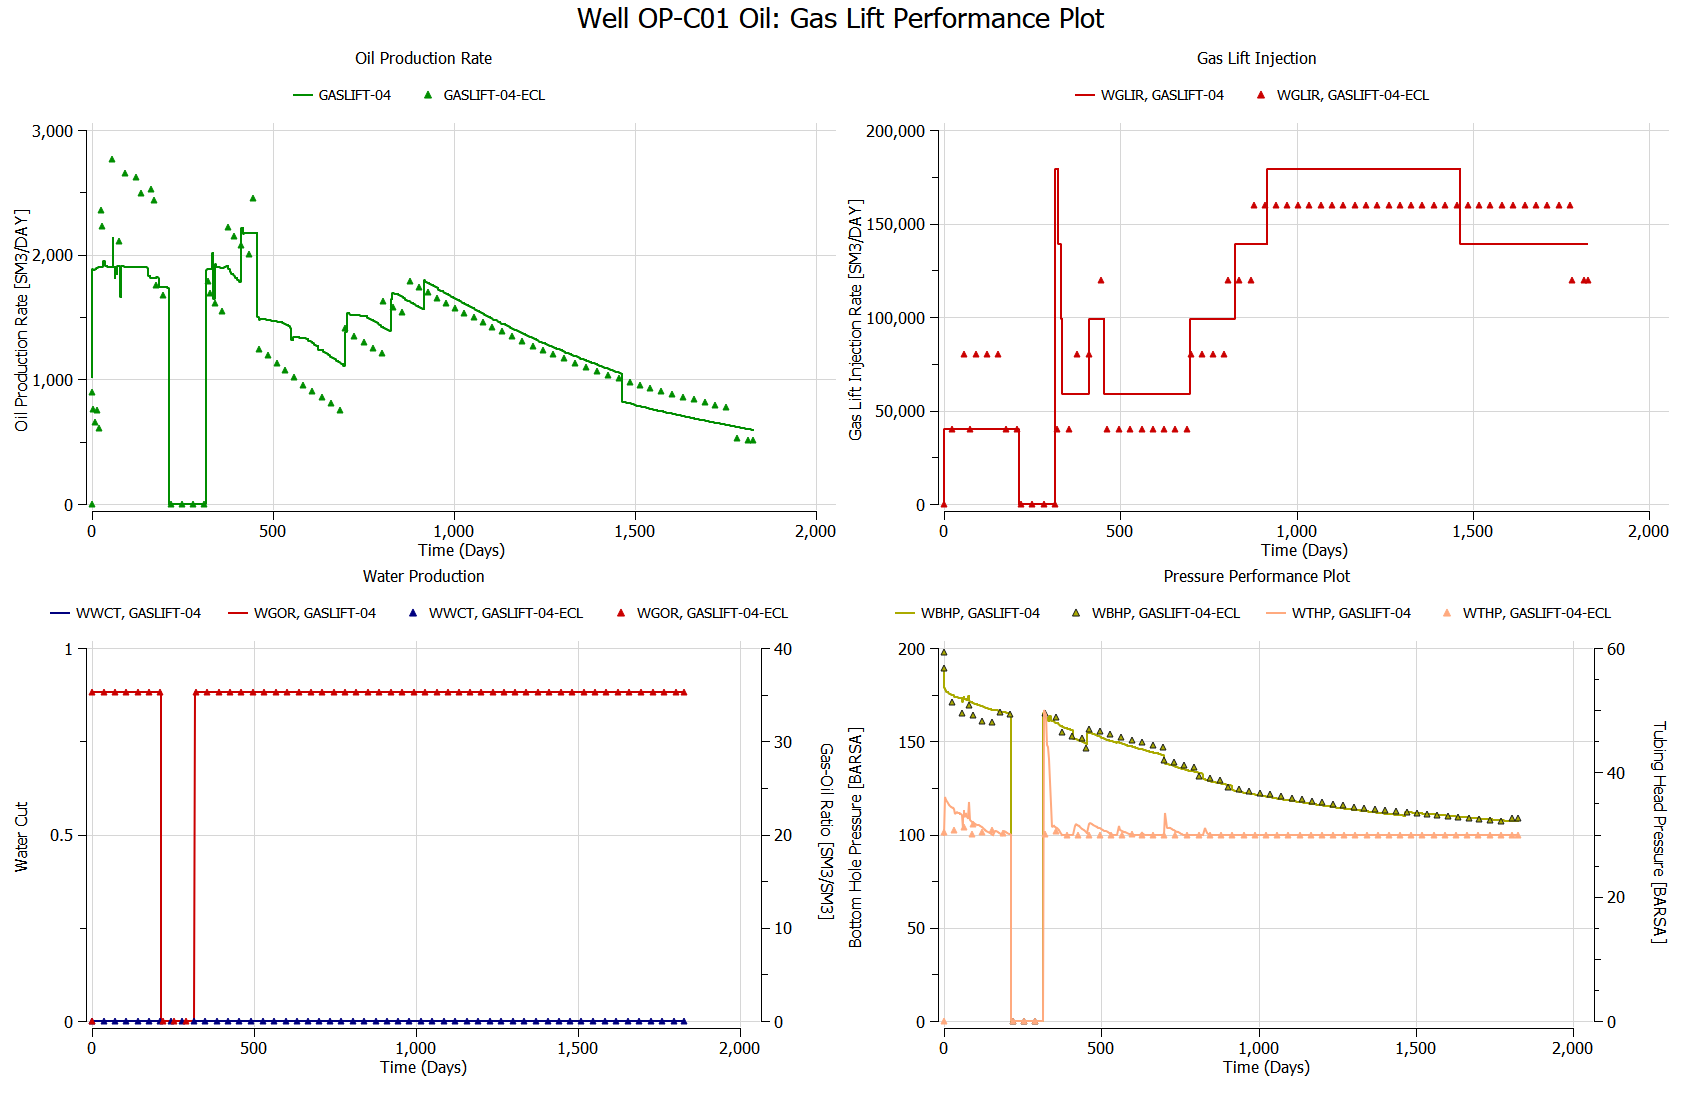 Well OP-C01 Oil: Gas Lift Performance Plot
Oil Production Rate
GASLIFT-04
GASLIFT-04-ECL
3,000
2,000
1,000
0
Oil Production Rate [SM3/DAY]
0
500
1,000
1,500
2,000
Time (Days)
Gas Lift Injection
WGLIR, GASLIFT-04
WGLIR, GASLIFT-04-ECL
200,000
150,000
100,000
50,000
0
Gas Lift Injection Rate [SM3/DAY]
0
500
1,000
1,500
2,000
Time (Days)
Water Production
WWCT, GASLIFT-04
WGOR, GASLIFT-04
WWCT, GASLIFT-04-ECL
WGOR, GASLIFT-04-ECL
1
0.5
0
Water Cut
40
30
20
10
0
Gas-Oil Ratio [SM3/SM3]
0
500
1,000
1,500
2,000
Time (Days)
Pressure Performance Plot
WBHP, GASLIFT-04
WBHP, GASLIFT-04-ECL
WTHP, GASLIFT-04
WTHP, GASLIFT-04-ECL
200
150
100
50
0
Bottom Hole Pressure [BARSA]
60
40
20
0
Tubing Head Pressure [BARSA]
0
500
1,000
1,500
2,000
Time (Days)